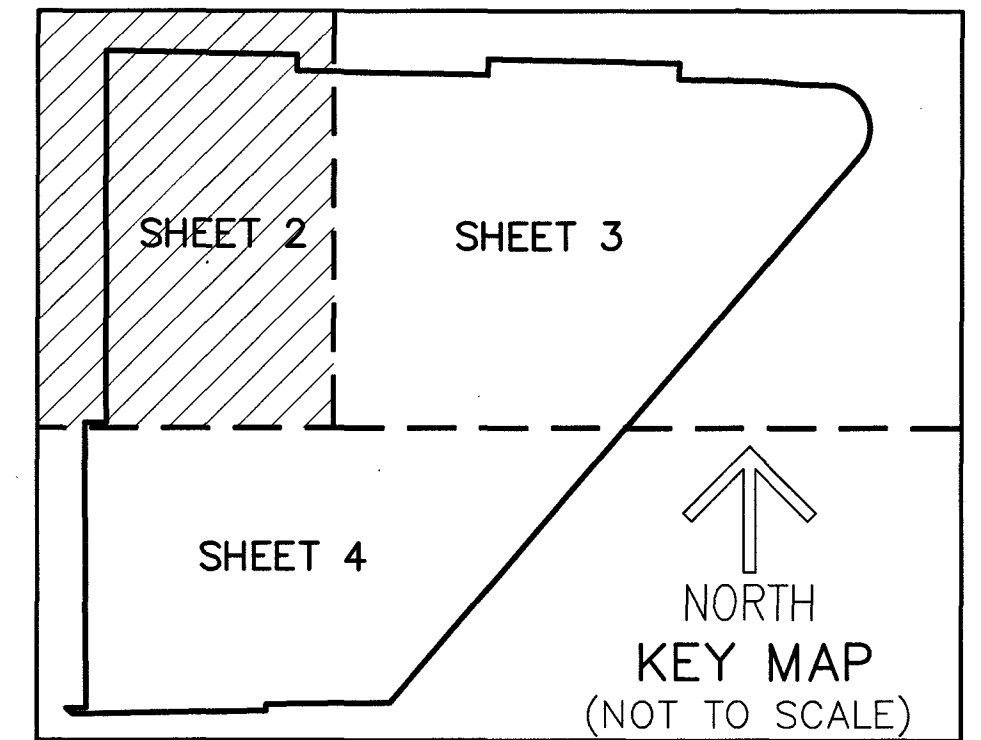 SHEET 2
SHEET 3
SHEET 4
NORTH
KEY MAP
(NOT TO SCALE)